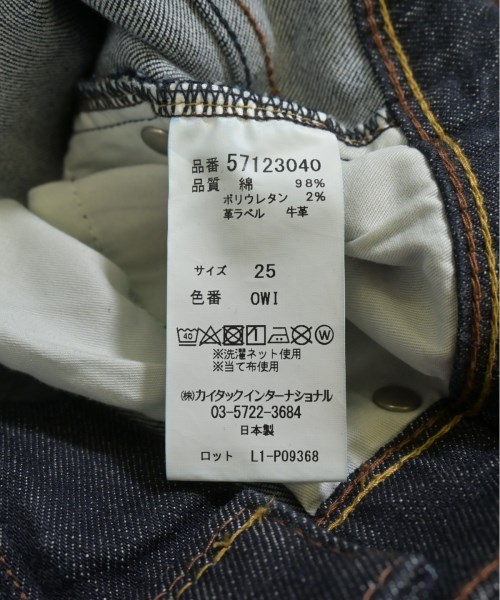 品番 57123040
品質 綿 98%
ポリウレタン 2%
革ラベル 牛革
サイズ 25
色番 OWI
40 W
※洗濯ネット使用
※当て布使用
㈱カイタックインターナショナル
03-5722-3684
日本製
ロット L1-P09368